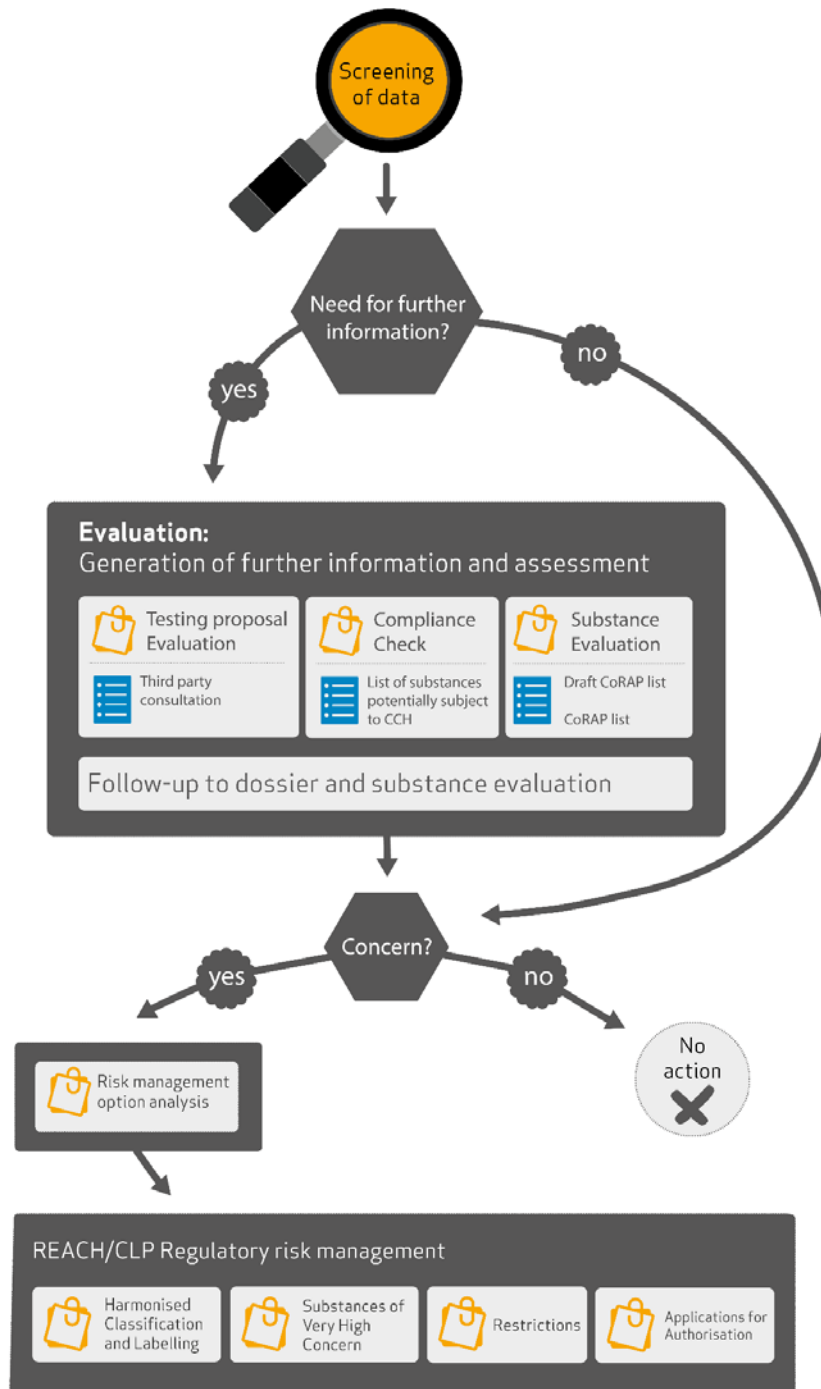 Screening
of data
Need for further
information?
yes
no
Evaluation:
Generation of further information and assessment
Testing proposal
Evaluation
Third party
consultation
Compliance
Check
List of substances
potentially subject
to CCH
Substance
Evaluation
Draft CoRAP list
CoRAP list
Follow-up to dossier and substance evaluation
Concern?
yes
no
No
action
Risk management
option analysis
REACH/CLP Regulatory risk management
Harmonised
Classification
and Labelling
Substances of
Very High
Concern
Restrictions
Applications for
Authorisation